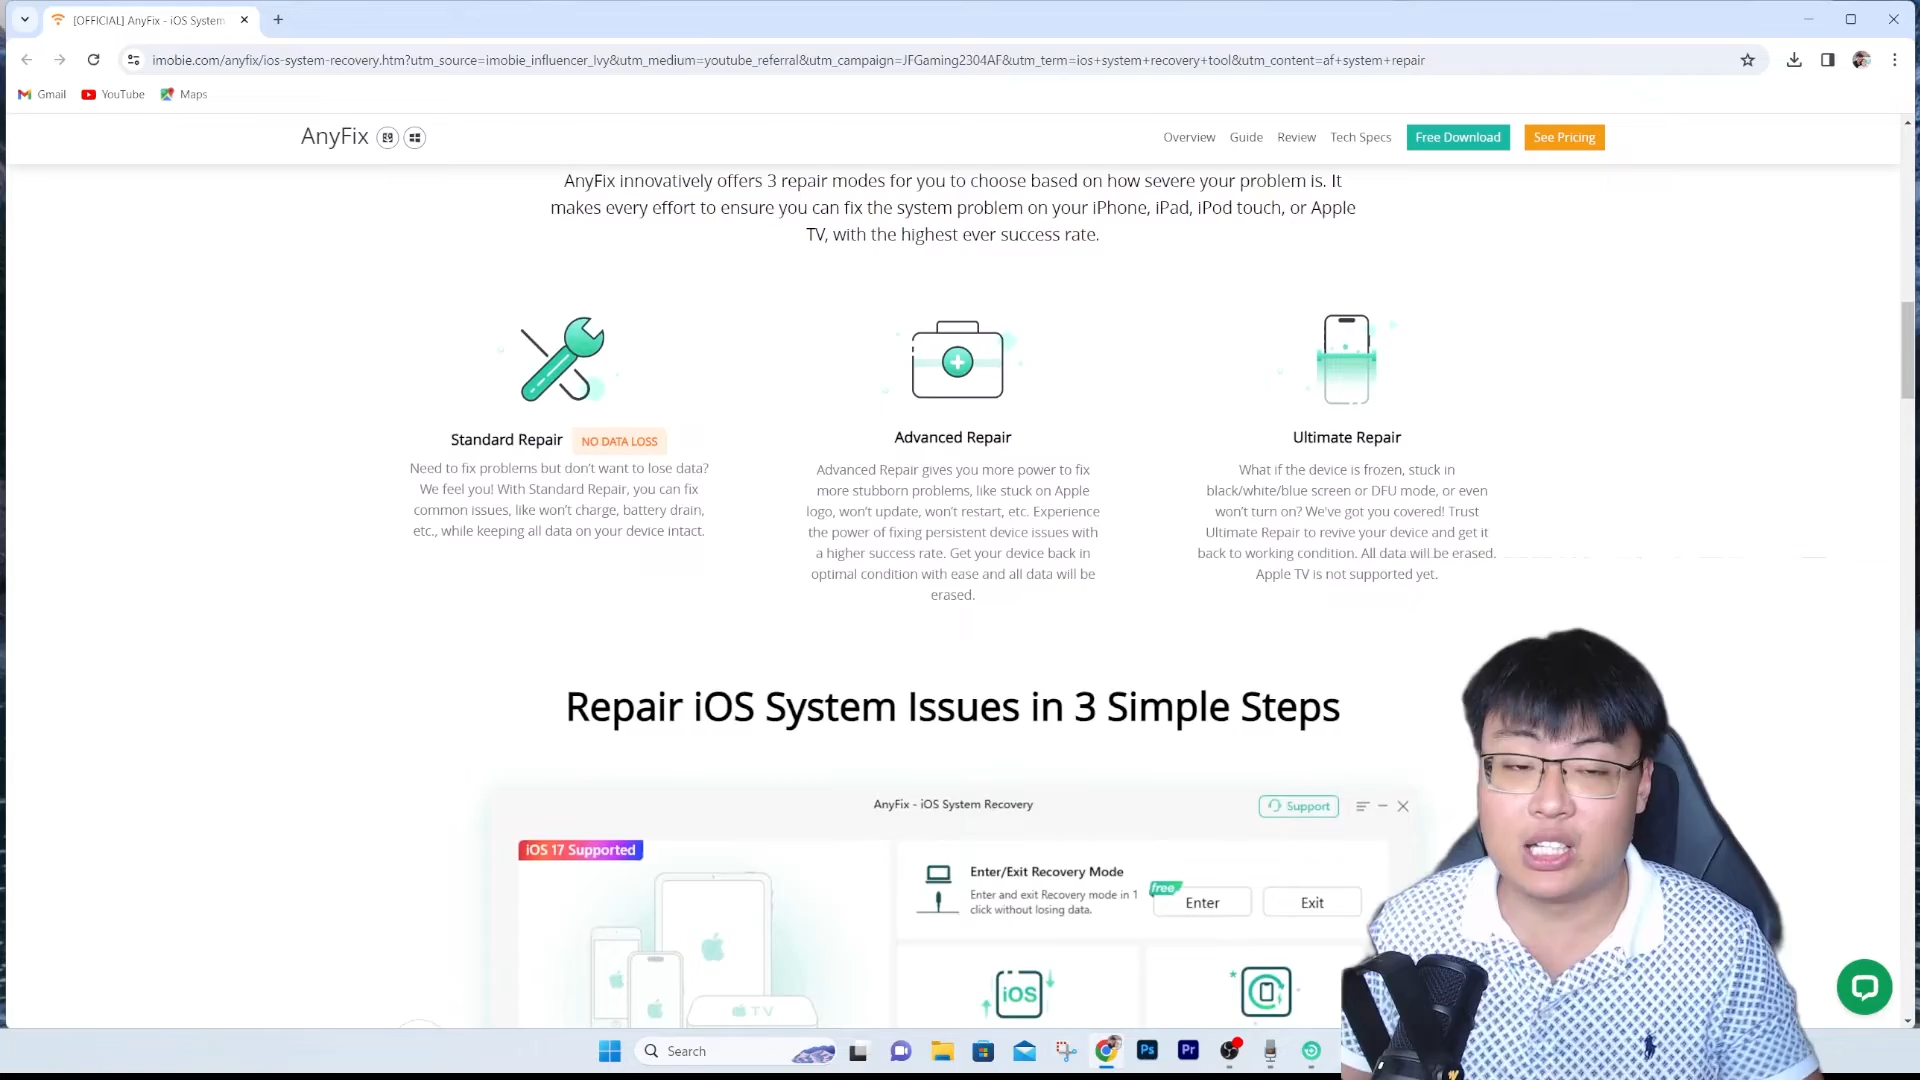 [OFFICIAL] AnyFix - iOS System
imobie.com/anyfix/ios-system-recovery.htm?utm_source=imobie_influencer_Ivy&utm_medium=youtube_referral&utm_campaign=JFGaming2304AF&utm_term=ios+system+recovery+tool&utm_content=af+system+repair
Gmail YouTube Maps
AnyFix
Overview Guide Review Tech Specs Free Download See Pricing
AnyFix innovatively offers 3 repair modes for you to choose based on how severe your problem is. It
makes every effort to ensure you can fix the system problem on your iPhone, iPad, iPod touch, or Apple
TV, with the highest ever success rate.
Standard Repair NO DATA LOSS
Need to fix problems but don't want to lose data?
We feel you! With Standard Repair, you can fix
common issues, like won't charge, battery drain,
etc., while keeping all data on your device intact.
Advanced Repair
Advanced Repair gives you more power to fix
more stubborn problems, like stuck on Apple
logo, won't update, won't restart, etc. Experience
the power of fixing persistent device issues with
a higher success rate. Get your device back in
optimal condition with ease and all data will be
erased.
Ultimate Repair
What if the device is frozen, stuck in
black/white/blue screen or DFU mode, or even
won't turn on? We've got you covered! Trust
Ultimate Repair to revive your device and get it
back to working condition. All data will be erased.
Apple TV is not supported yet.
Repair iOS System Issues in 3 Simple Steps
AnyFix - iOS System Recovery
Support
iOS 17 Supported
Enter/Exit Recovery Mode
Enter and exit Recovery mode in 1
click without losing data.
free
Enter
Exit
TV
iOS
Search
Ps
Pr